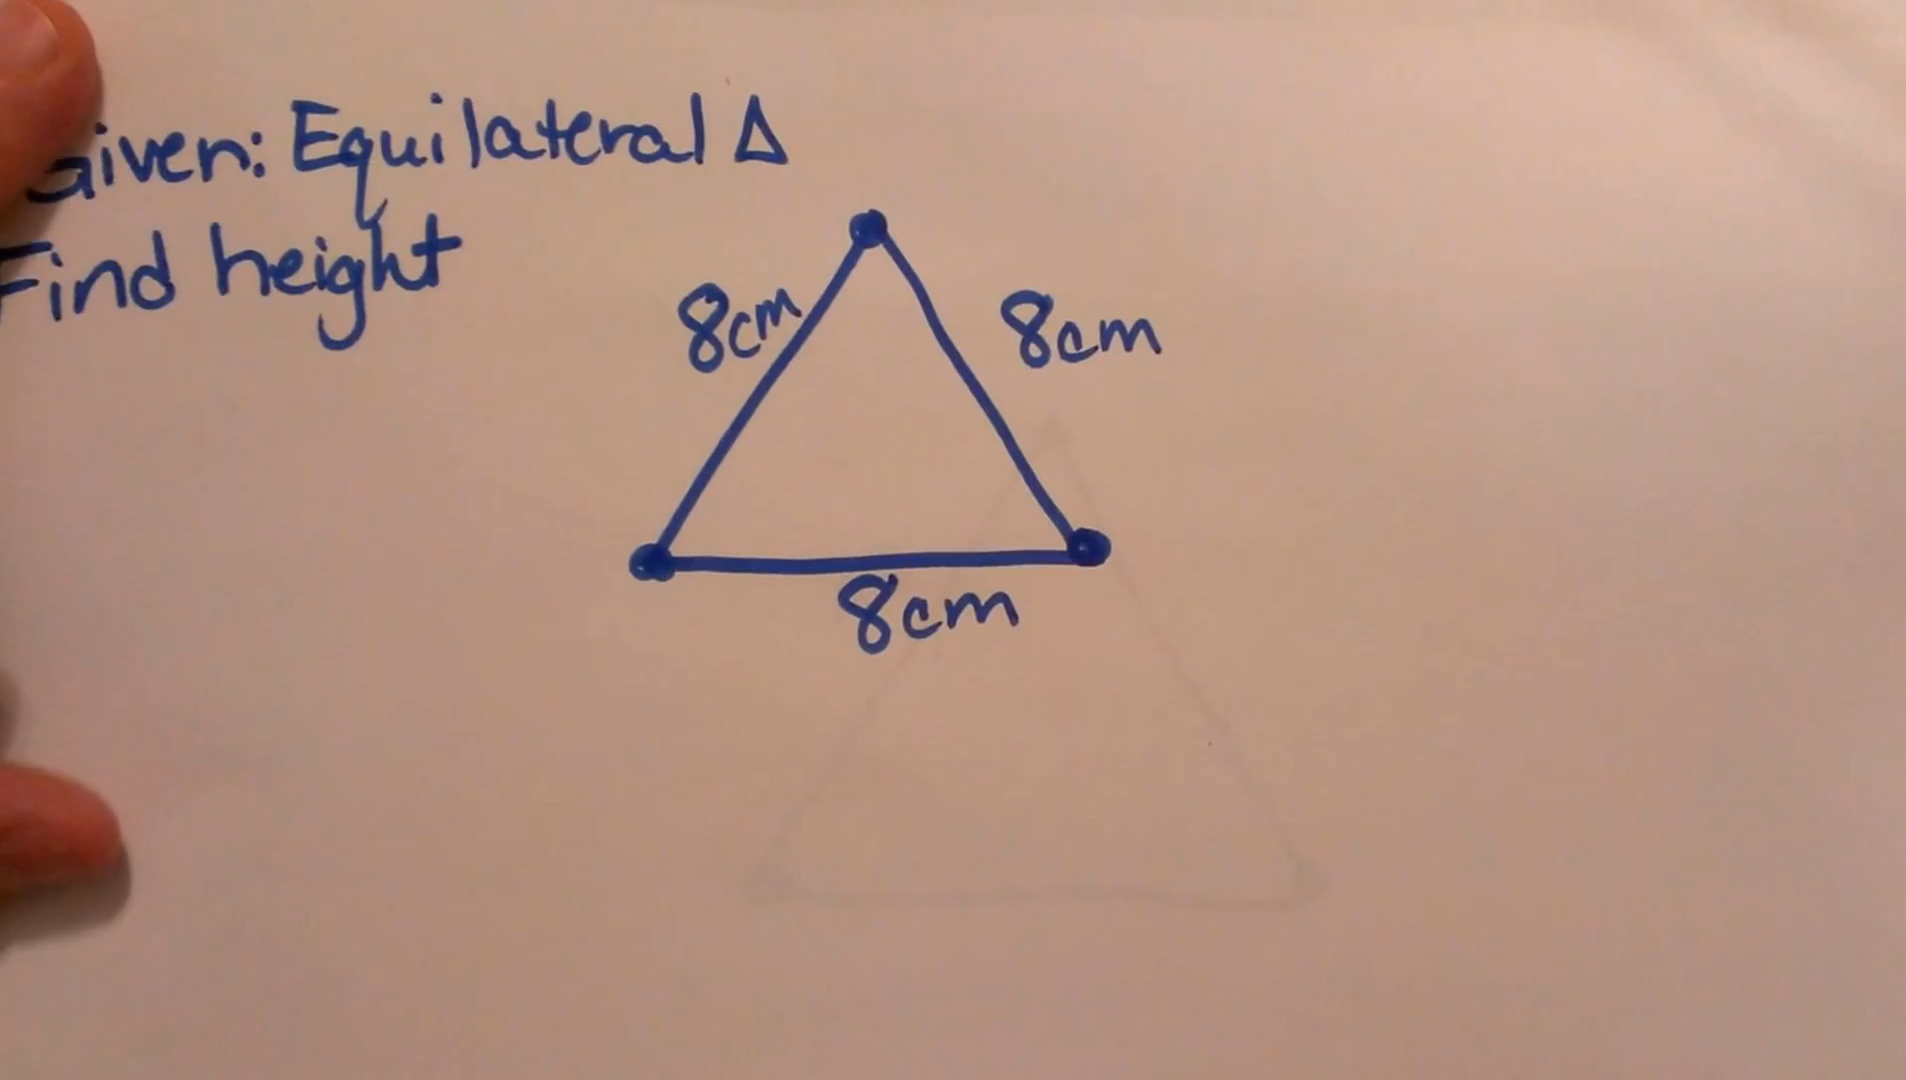 Given: Equilateral Δ
Find height
8cm
8cm
8cm